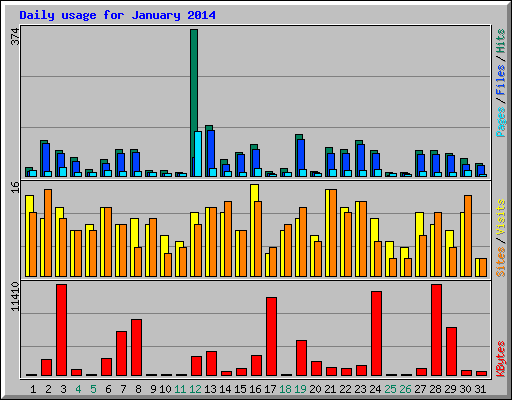 Daily usage for January 2014
374
Pages / Files / Hits
16
Sites / Visits
11410
KBytes
1 2 3 4 5 6 7 8 9 10 11 12 13 14 15 16 17 18 19 20 21 22 23 24 25 26 27 28 29 30 31